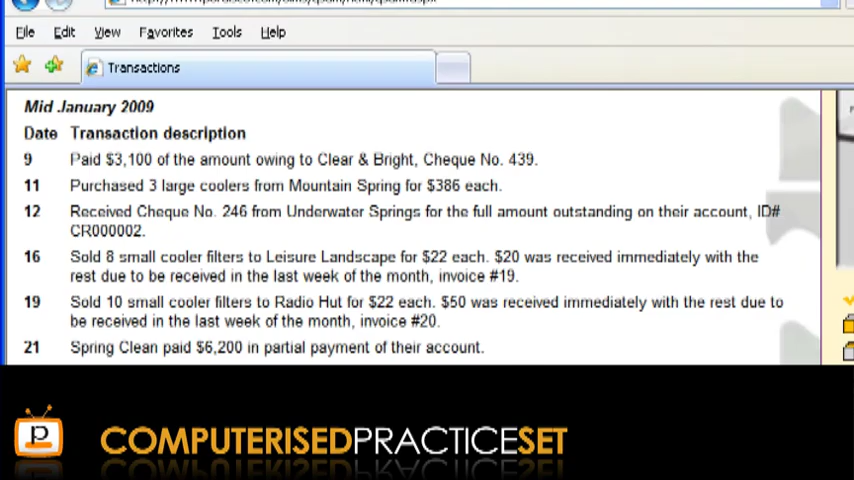 File Edit View Favorites Tools Help
Transactions
Mid January 2009
Date Transaction description
9 Paid $3,100 of the amount owing to Clear & Bright, Cheque No. 439.
11 Purchased 3 large coolers from Mountain Spring for $386 each.
12 Received Cheque No. 246 from Underwater Springs for the full amount outstanding on their account, ID#
CR000002.
16 Sold 8 small cooler filters to Leisure Landscape for $22 each. $20 was received immediately with the
rest due to be received in the last week of the month, invoice #19.
19 Sold 10 small cooler filters to Radio Hut for $22 each. $50 was received immediately with the rest due to
be received in the last week of the month, invoice #20.
21 Spring Clean paid $6,200 in partial payment of their account.
p
COMPUTERISEDPRACTICESET